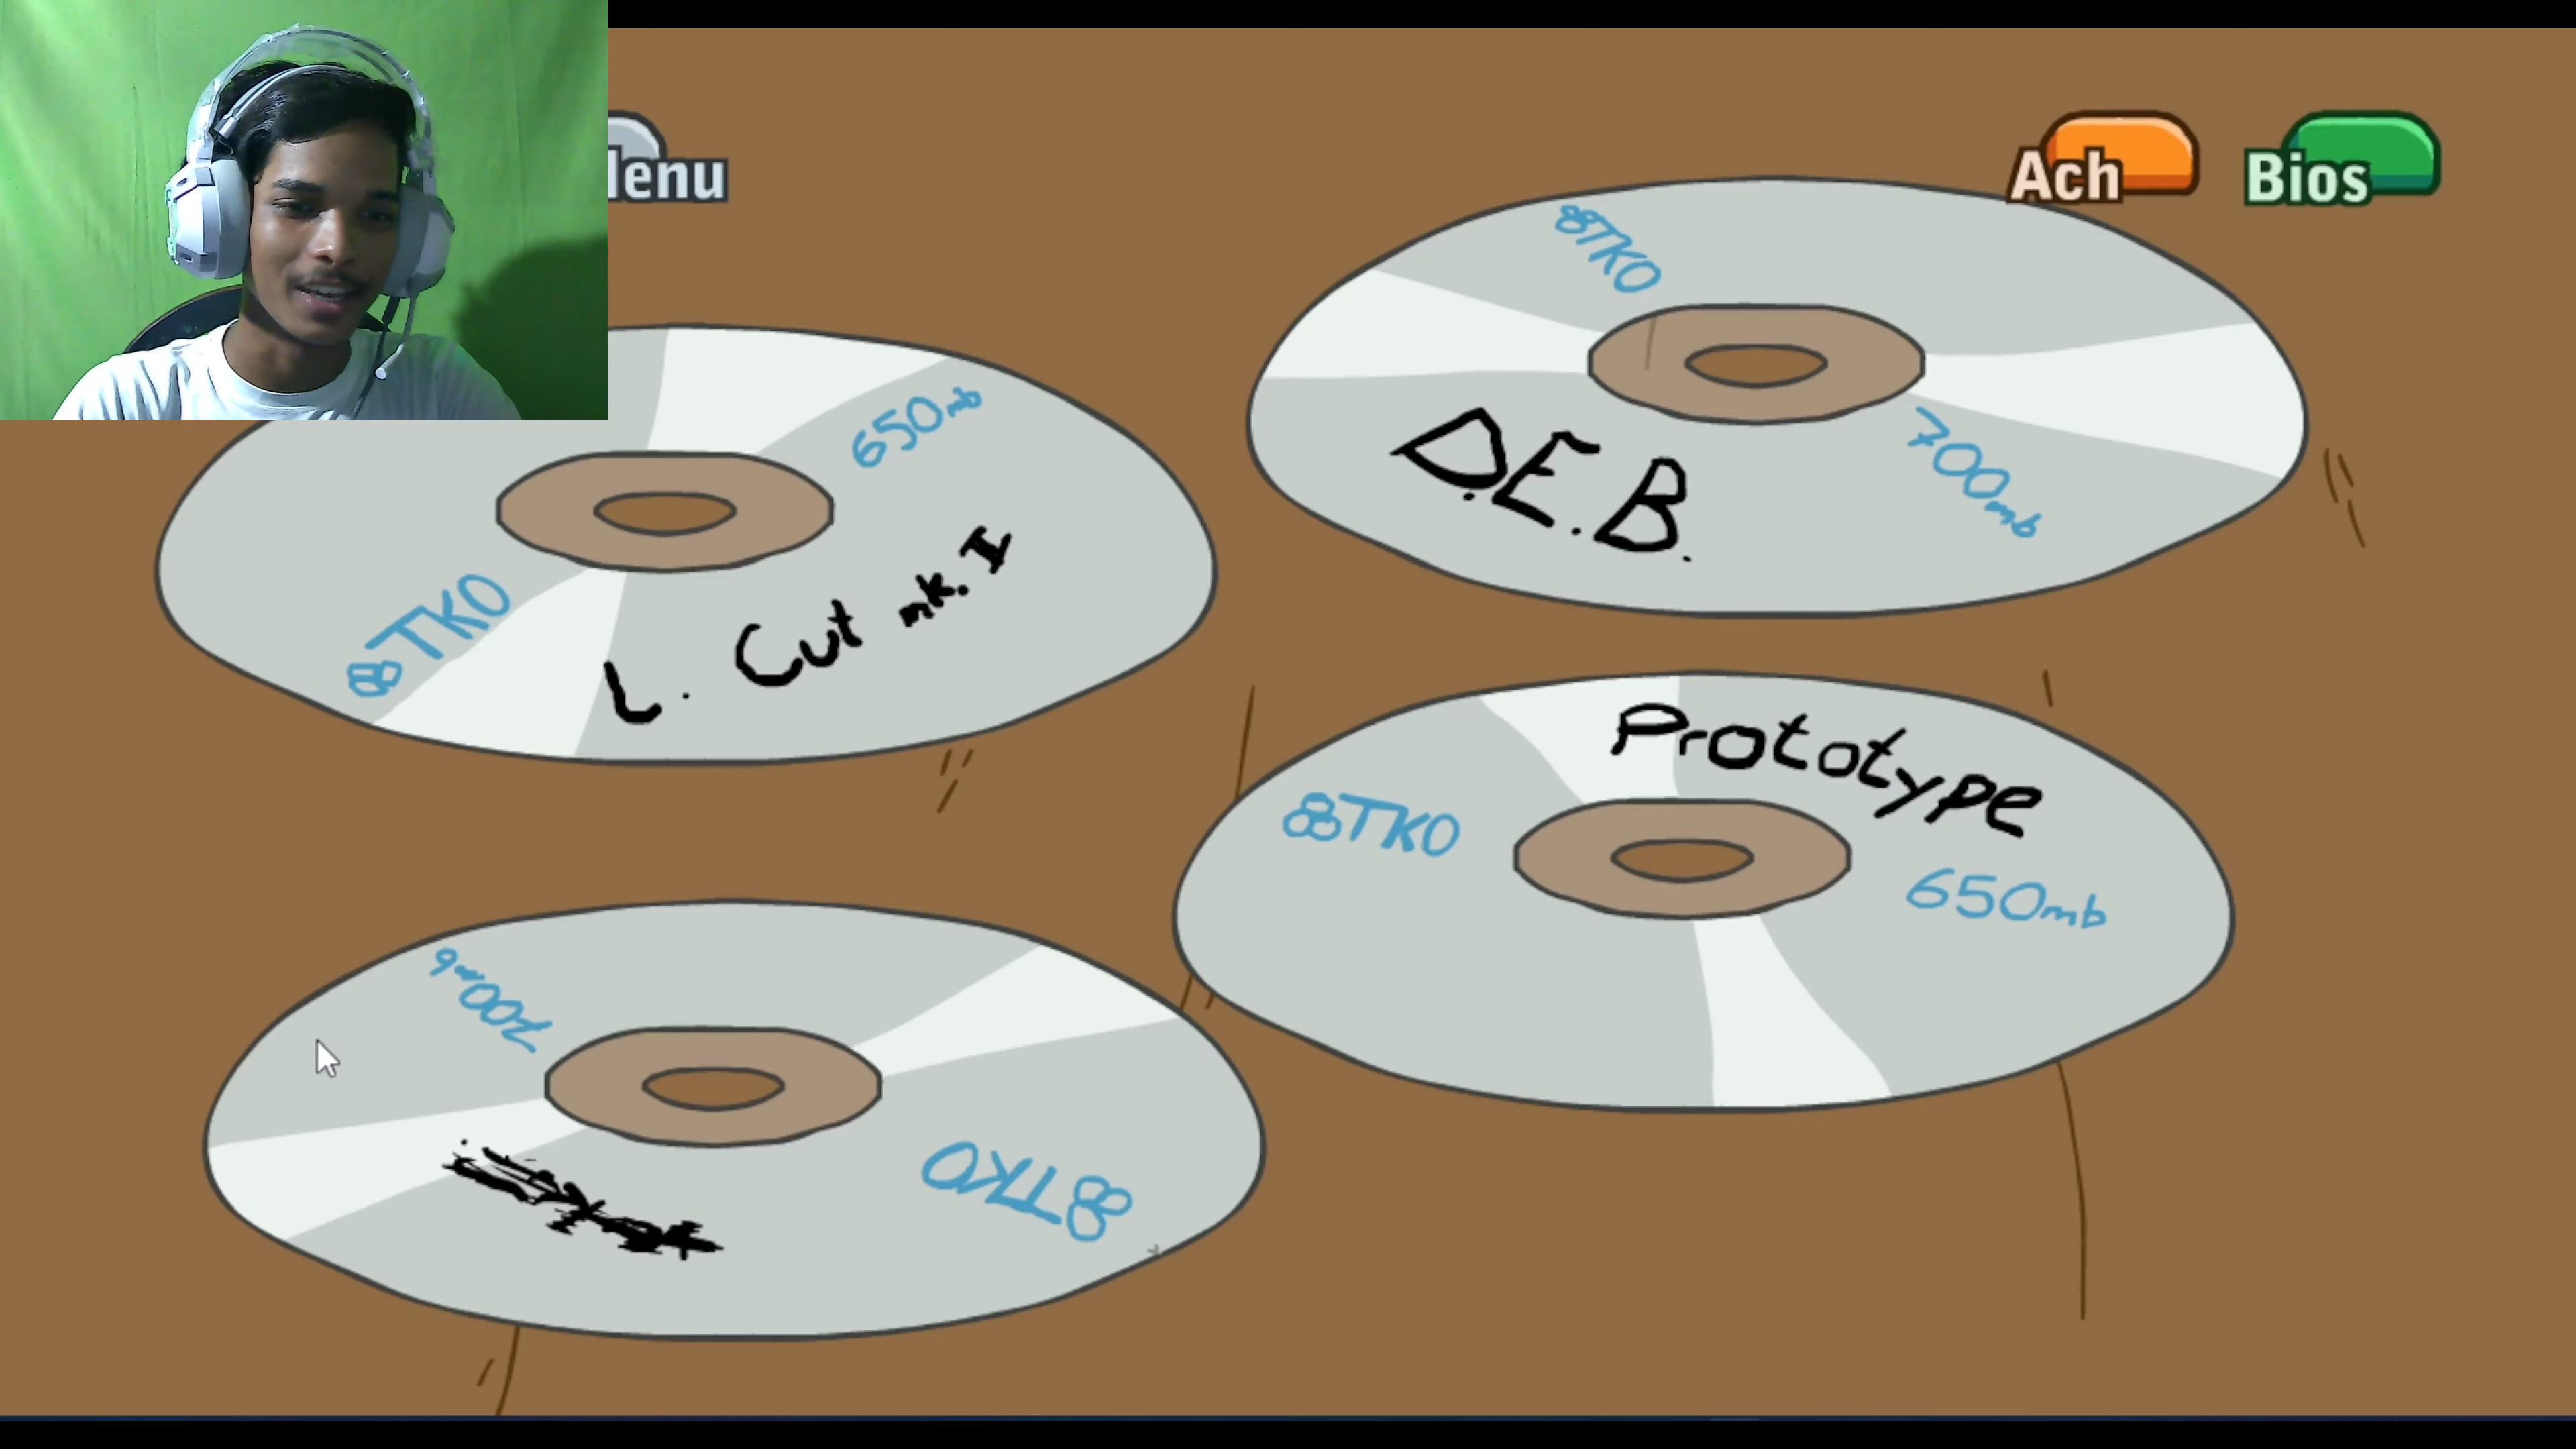 Menu
Ach
Bios
650mb
8TKO
L. Cut mk. I
8TKO
D.E.B.
700mb
Prototype
8TKO
650mb
700mb
8TKO